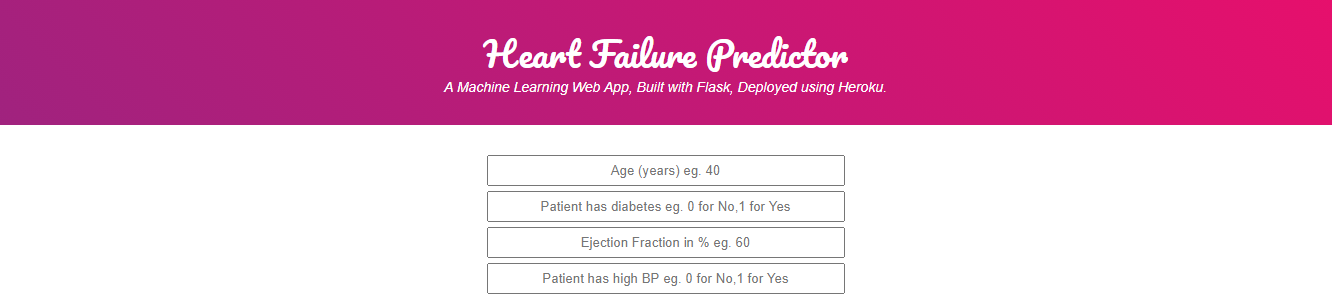 Heart Failure Predictor
A Machine Learning Web App, Built with Flask, Deployed using Heroku.
Age (years) eg. 40
Patient has diabetes eg. 0 for No,1 for Yes
Ejection Fraction in % eg. 60
Patient has high BP eg. 0 for No,1 for Yes